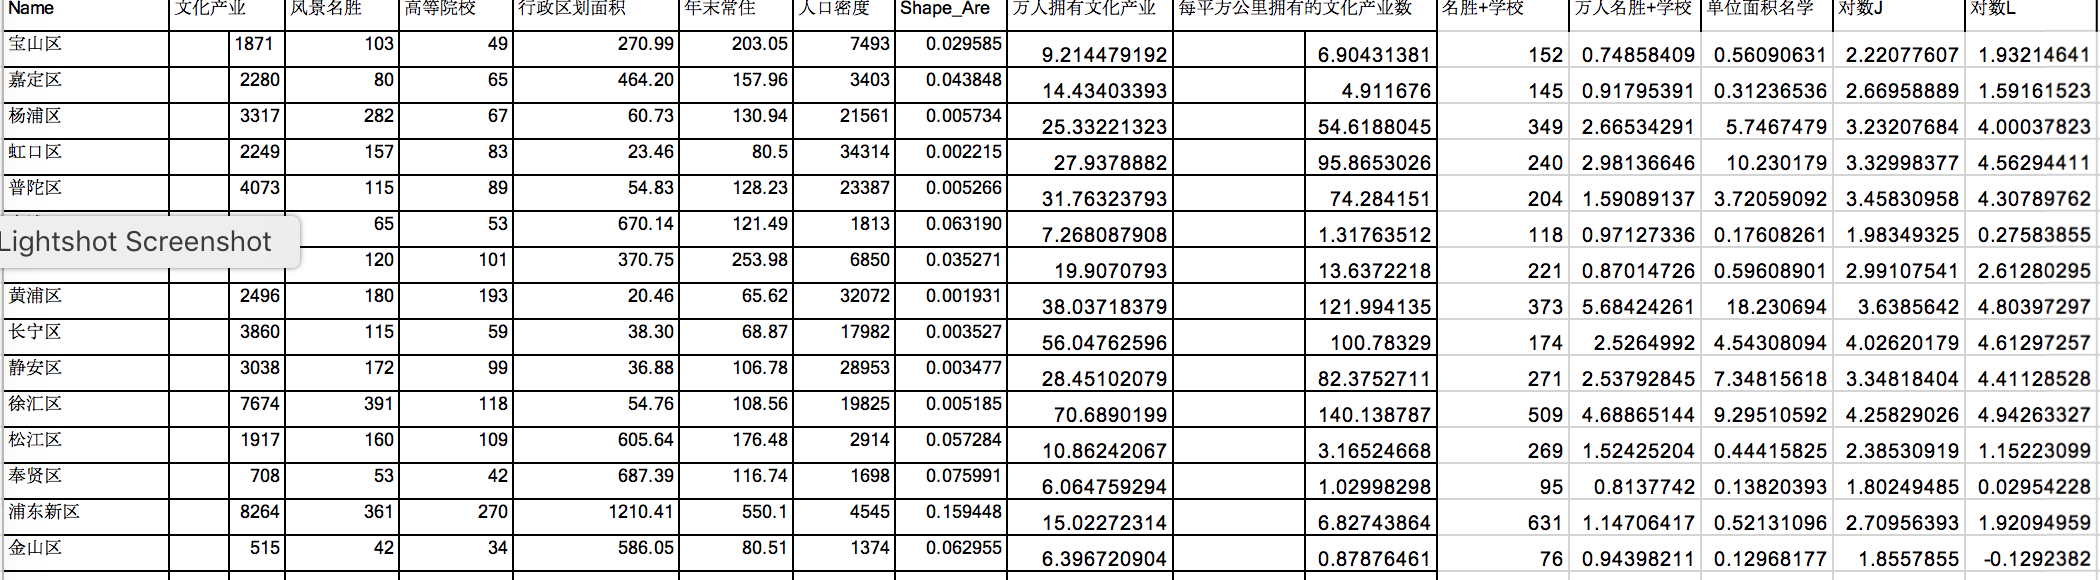 Name 文化产业 风景名胜 高等院校 行政区划面积 年末常住 人口密度 Shape_Are 万人拥有文化产业 每平方公里拥有的文化产业数 名胜+学校 万人名胜+学校 单位面积名学 对数J 对数L
宝山区 1871 103 49 270.99 203.05 7493 0.029585 9.214479192 6.90431381 152 0.74858409 0.56090631 2.22077607 1.93214641
嘉定区 2280 80 65 464.20 157.96 3403 0.043848 14.43403393 4.911676 145 0.91795391 0.31236536 2.66958889 1.59161523
杨浦区 3317 282 67 60.73 130.94 21561 0.005734 25.33221323 54.6188045 349 2.66534291 5.7467479 3.23207684 4.00037823
虹口区 2249 157 83 23.46 80.5 34314 0.002215 27.9378882 95.8653026 240 2.98136646 10.230179 3.32998377 4.56294411
普陀区 4073 115 89 54.83 128.23 23387 0.005266 31.76323793 74.284151 204 1.59089137 3.72059092 3.45830958 4.30789762
65 53 670.14 121.49 1813 0.063190 7.268087908 1.31763512 118 0.97127336 0.17608261 1.98349325 0.27583855
Lightshot Screenshot
120 101 370.75 253.98 6850 0.035271 19.9070793 13.6372218 221 0.87014726 0.59608901 2.99107541 2.61280295
黄浦区 2496 180 193 20.46 65.62 32072 0.001931 38.03718379 121.994135 373 5.68424261 18.230694 3.6385642 4.80397297
长宁区 3860 115 59 38.30 68.87 17982 0.003527 56.04762596 100.78329 174 2.5264992 4.54308094 4.02620179 4.61297257
静安区 3038 172 99 36.88 106.78 28953 0.003477 28.45102079 82.3752711 271 2.53792845 7.34815618 3.34818404 4.41128528
徐汇区 7674 391 118 54.76 108.56 19825 0.005185 70.6890199 140.138787 509 4.68865144 9.29510592 4.25829026 4.94263327
松江区 1917 160 109 605.64 176.48 2914 0.057284 10.86242067 3.16524668 269 1.52425204 0.44415825 2.38530919 1.15223099
奉贤区 708 53 42 687.39 116.74 1698 0.075991 6.064759294 1.02998298 95 0.8137742 0.13820393 1.80249485 0.02954228
浦东新区 8264 361 270 1210.41 550.1 4545 0.159448 15.02272314 6.82743864 631 1.14706417 0.52131096 2.70956393 1.92094959
金山区 515 42 34 586.05 80.51 1374 0.062955 6.396720904 0.87876461 76 0.94398211 0.12968177 1.8557855 -0.1292382